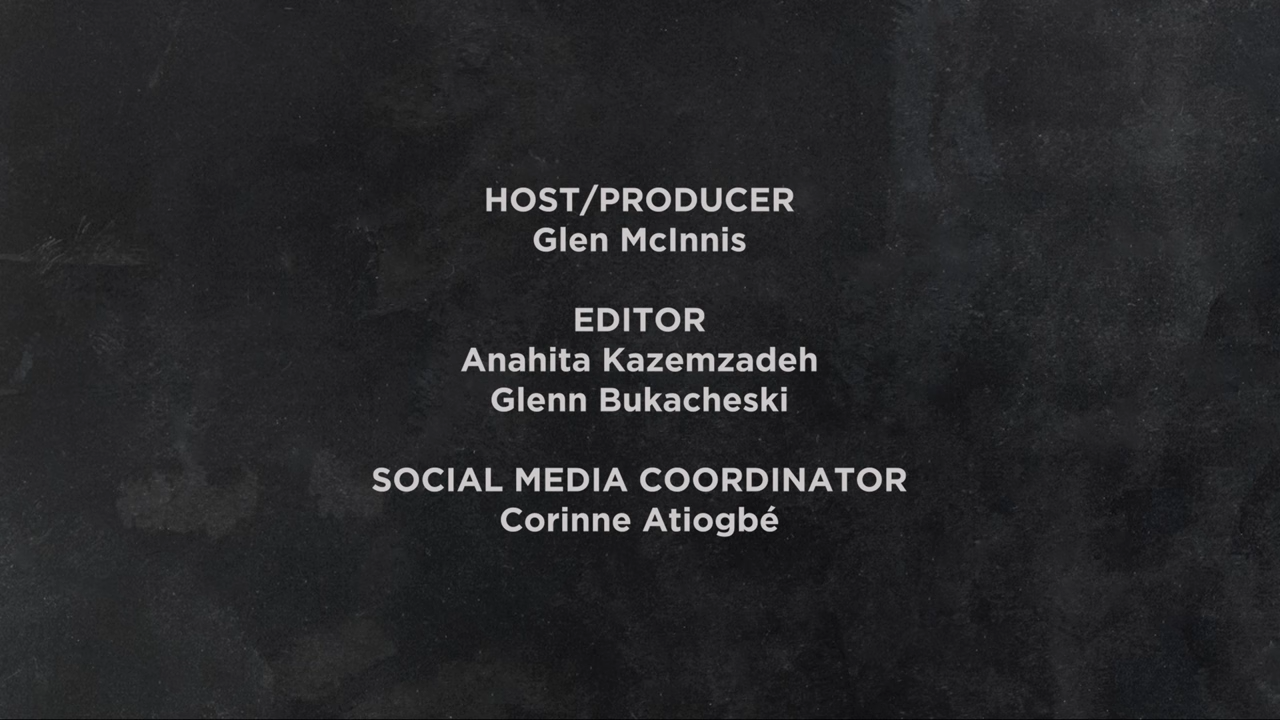 HOST/PRODUCER
Glen McInnis
EDITOR
Anahita Kazemzadeh
Glenn Bukacheski
SOCIAL MEDIA COORDINATOR
Corinne Atiogbé